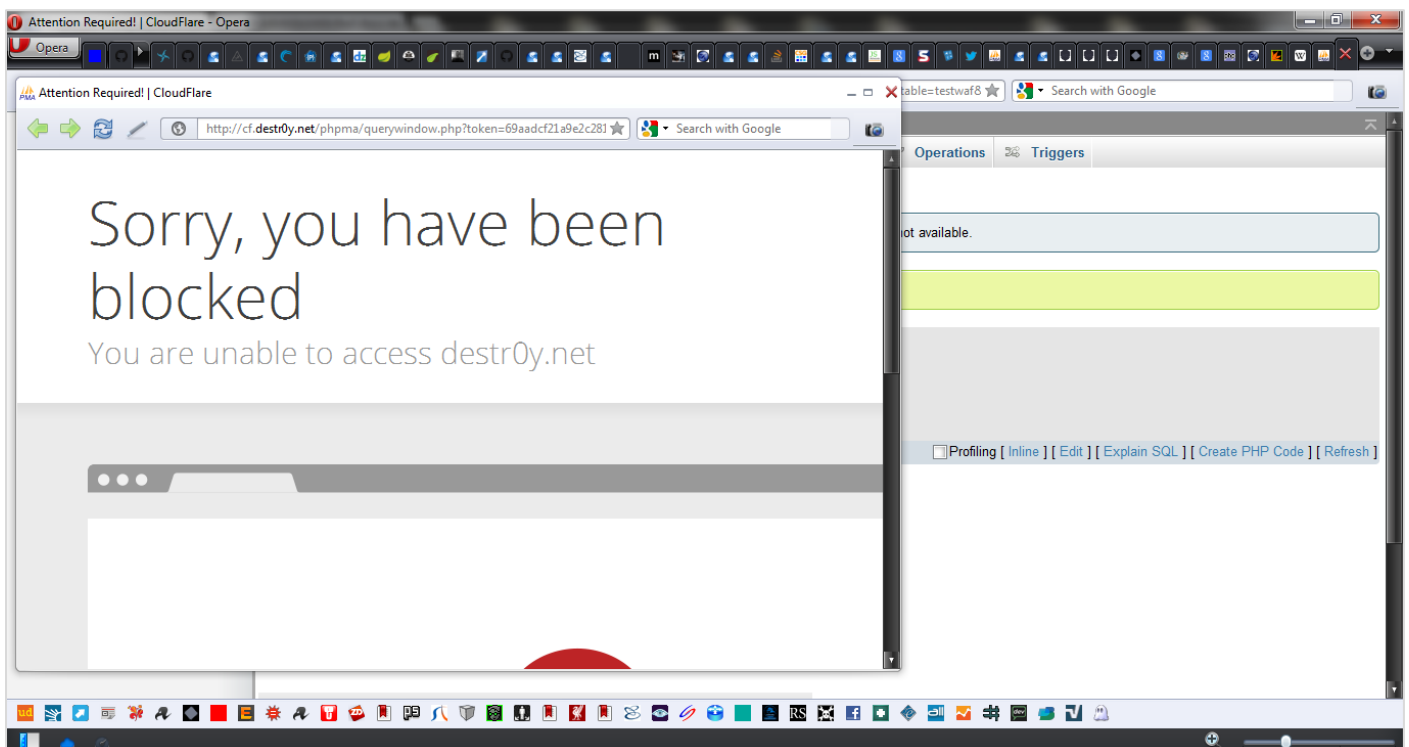 Attention Required! | CloudFlare - Opera
Opera
Attention Required! | CloudFlare
table=testwaf8
Search with Google
http://cf.destr0y.net/phpma/querywindow.php?token=69aadcf21a9e2c281
Search with Google
Operations
Triggers
Sorry, you have been
blocked
You are unable to access destr0y.net
not available.
Profiling [ Inline ] [ Edit ] [ Explain SQL ] [ Create PHP Code ] [ Refresh ]